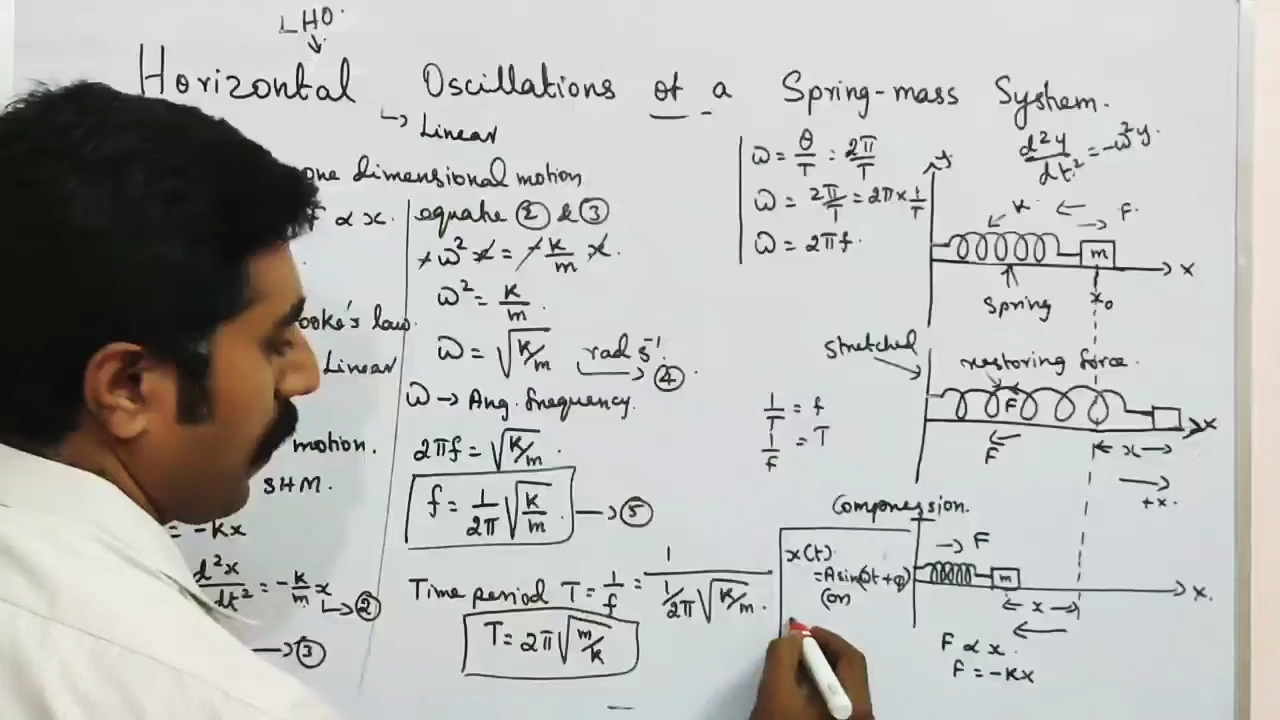 LHO.
↓
Horizontal Oscillations of a Spring-mass System.
↳ Linear
one dimensional motion
F ∝ x.
ooke's law.
Linear
motion.
SHM.
= -Kx
d²x/dt² = -k/m x
→ ②
→ ③
equate ② & ③
-ω²x = -k/m x.
ω² = K/m.
ω = √K/m rad s⁻¹ → ④.
ω → Ang. frequency.
2πf = √K/m.
f = 1/2π √K/m. → ⑤
Time period T = 1/f = 1/(1/2π √K/m).
T = 2π√m/k
ω = θ/T = 2π/T
ω = 2π/T = 2π × 1/T
ω = 2πf.
1/T = f
1/f = T
x(t)
= A sin(ωt + φ)
(or)
d²y/dt² = -ω²y.
y
K ← → F.
m
x
Spring
x₀
Stretched
restoring force.
F
x
← F
← x →
→ +x.
Compression.
→ F
m
x.
← x →
←
F ∝ x.
F = -Kx